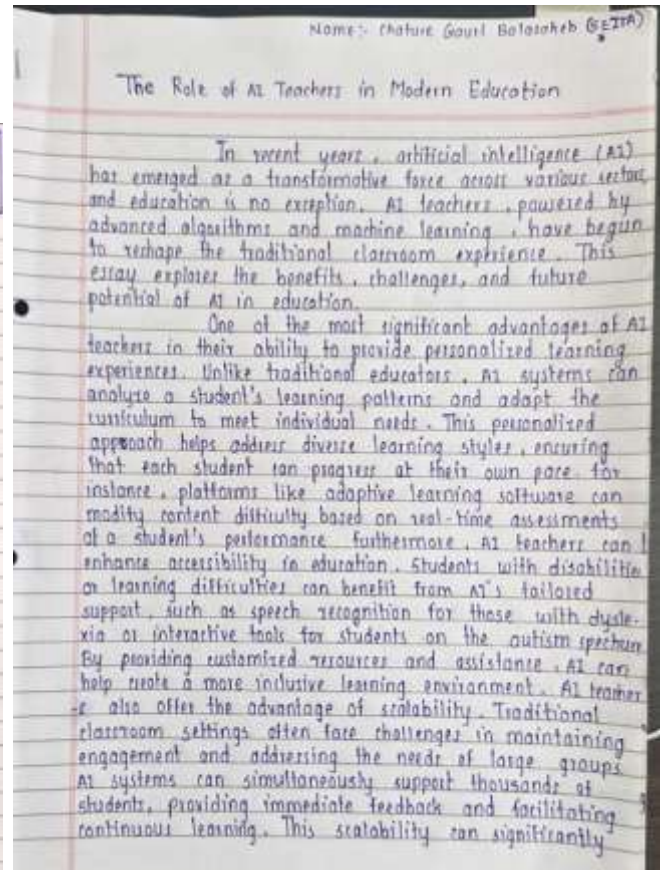 Name:- Chature Gauri Balasaheb (SEITA)
The Role of AI Teachers in Modern Education
In recent years, artificial intelligence (AI)
has emerged as a transformative force across various sectors,
and education is no exception. AI teachers, powered by
advanced algorithms and machine learning, have begun
to reshape the traditional classroom experience. This
essay explores the benefits, challenges, and future
potential of AI in education.
One of the most significant advantages of AI
teachers in their ability to provide personalized learning
experiences. Unlike traditional educators, AI systems can
analyze a student's learning patterns and adapt the
curriculum to meet individual needs. This personalized
approach helps address diverse learning styles, ensuring
that each student can progress at their own pace. for
instance, platforms like adaptive learning software can
modify content difficulty based on real-time assessments
of a student's performance furthermore, AI teachers can
enhance accessibility in education. Students with disabilities
or learning difficulties can benefit from AI's tailored
support, such as speech recognition for those with dysle-
xia or interactive tools for students on the autism spectrum.
By providing customized resources and assistance, AI can
help create a more inclusive learning environment. AI teacher
-s also offer the advantage of scalability. Traditional
classroom settings often face challenges in maintaining
engagement and addressing the needs of large groups
AI systems can simultaneously support thousands of
students, providing immediate feedback and facilitating
continuous learning. This scalability can significantly